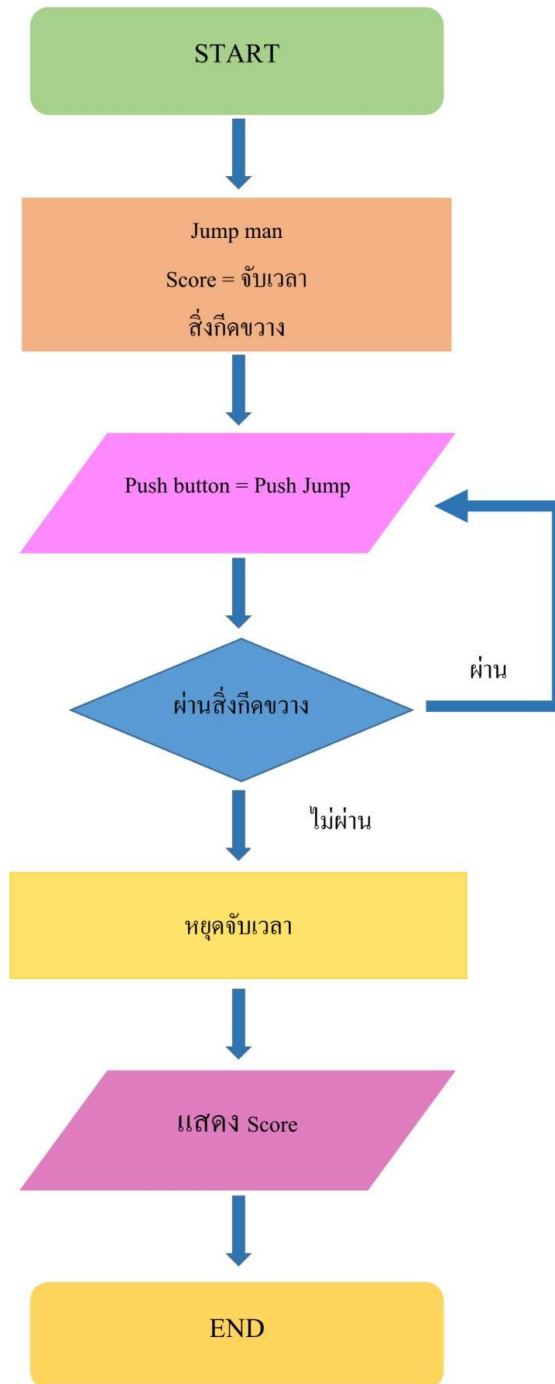 START
Jump man
Score = จับเวลา
สิ่งกีดขวาง
Push button = Push Jump
ผ่านสิ่งกีดขวาง
ผ่าน
ไม่ผ่าน
หยุดจับเวลา
แสดง Score
END